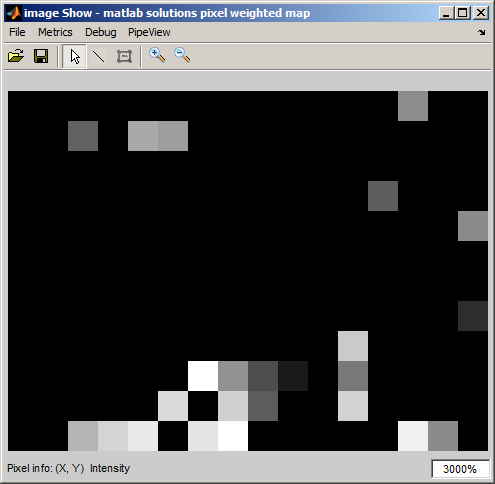 image Show - matlab solutions pixel weighted map
File Metrics Debug PipeView
Pixel info: (X, Y) Intensity
3000%